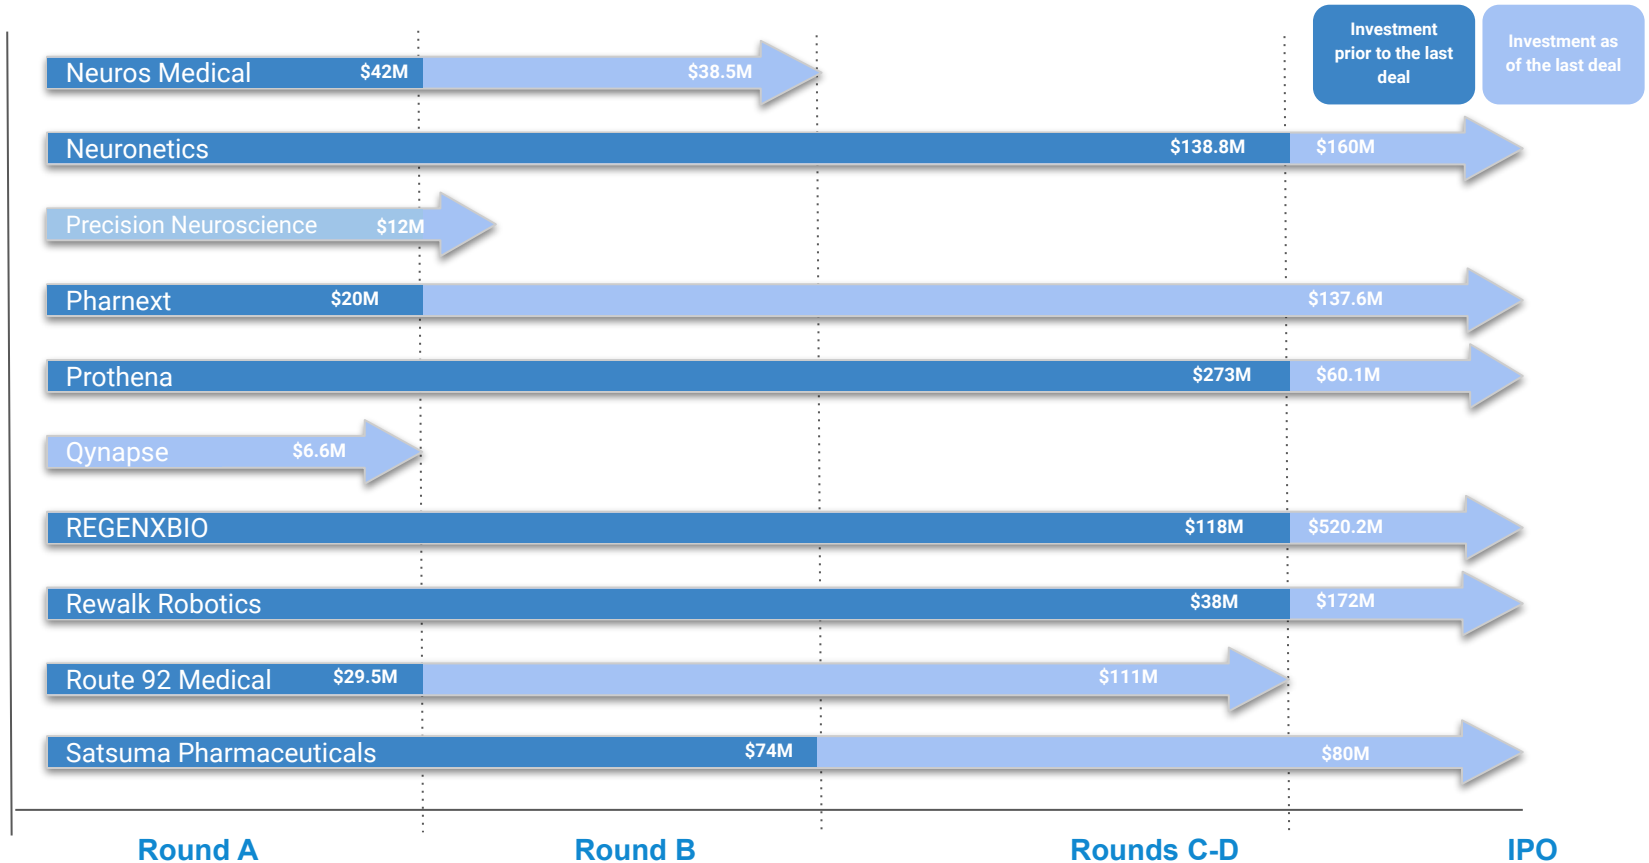 Investment
prior to the last
deal
Investment as
of the last deal
Neuros Medical $42M $38.5M
Neuronetics $138.8M $160M
Precision Neuroscience $12M
Pharnext $20M $137.6M
Prothena $273M $60.1M
Qynapse $6.6M
REGENXBIO $118M $520.2M
Rewalk Robotics $38M $172M
Route 92 Medical $29.5M $111M
Satsuma Pharmaceuticals $74M $80M
Round A Round B Rounds C-D IPO